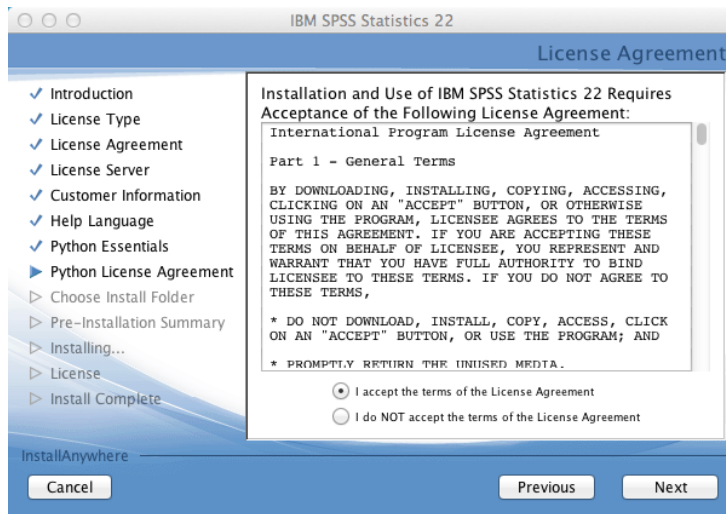 IBM SPSS Statistics 22
License Agreement
Introduction
License Type
License Agreement
License Server
Customer Information
Help Language
Python Essentials
Python License Agreement
Choose Install Folder
Pre-Installation Summary
Installing...
License
Install Complete
Installation and Use of IBM SPSS Statistics 22 Requires
Acceptance of the Following License Agreement:
International Program License Agreement
Part 1 - General Terms
BY DOWNLOADING, INSTALLING, COPYING, ACCESSING,
CLICKING ON AN "ACCEPT" BUTTON, OR OTHERWISE
USING THE PROGRAM, LICENSEE AGREES TO THE TERMS
OF THIS AGREEMENT. IF YOU ARE ACCEPTING THESE
TERMS ON BEHALF OF LICENSEE, YOU REPRESENT AND
WARRANT THAT YOU HAVE FULL AUTHORITY TO BIND
LICENSEE TO THESE TERMS. IF YOU DO NOT AGREE TO
THESE TERMS,
* DO NOT DOWNLOAD, INSTALL, COPY, ACCESS, CLICK
ON AN "ACCEPT" BUTTON, OR USE THE PROGRAM; AND
* PROMPTLY RETURN THE UNUSED MEDIA.
I accept the terms of the License Agreement
I do NOT accept the terms of the License Agreement
InstallAnywhere
Cancel
Previous
Next